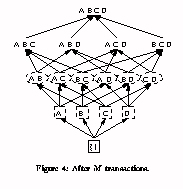 A B C D
A B C A B D A C D B C D
A B A C B C A D B D C D
A B C D
{ }
Figure 4: After M transactions.